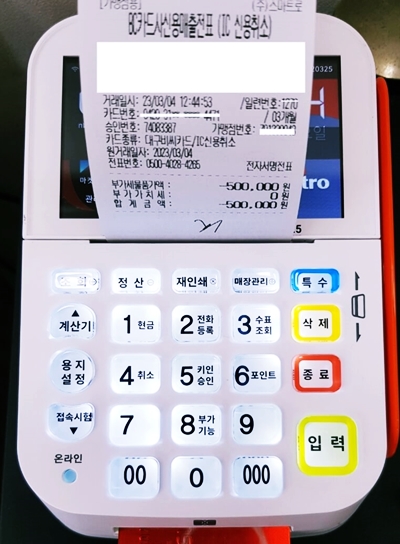 [가맹점용] (주)스마트로
BC카드사신용매출전표 (IC 신용취소)
거래일시: 23/03/04 12:44:53 /일련번호:1270
카드번호: / 03개월
승인번호: 74083387
카드종류: 대구비씨카드/IC신용취소
원거래일자: 2023/03/04
전표번호: 0500-4028-4265 전자서명전표
부가세물품가액: -500,000원
부 가 가 치 세 : 0 원
합 계 금 액 : -500,000원
정 산 재인쇄 매장관리 특 수
계산기 1 현금 2 전화등록 3 수표조회 삭 제
용지설정 4 취소 5 키인승인 6 포인트 종 료
접속시험 7 8 부가기능 9 입 력
온라인 00 0 000